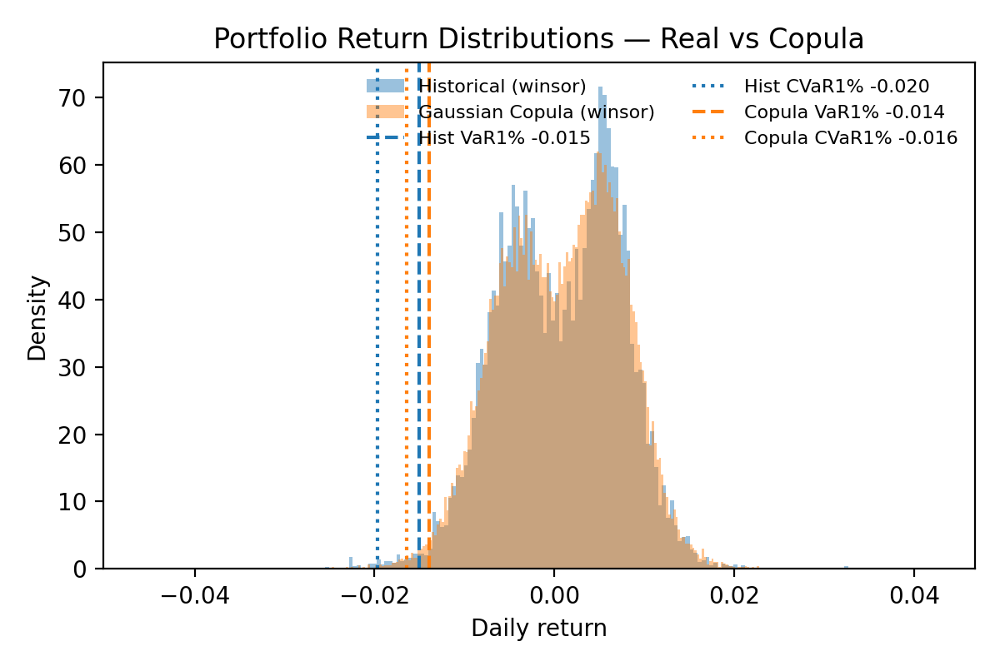 Portfolio Return Distributions — Real vs Copula
Historical (winsor)
Gaussian Copula (winsor)
Hist VaR1% -0.015
Hist CVaR1% -0.020
Copula VaR1% -0.014
Copula CVaR1% -0.016
Density
70
60
50
40
30
20
10
0
−0.04
−0.02
0.00
0.02
0.04
Daily return